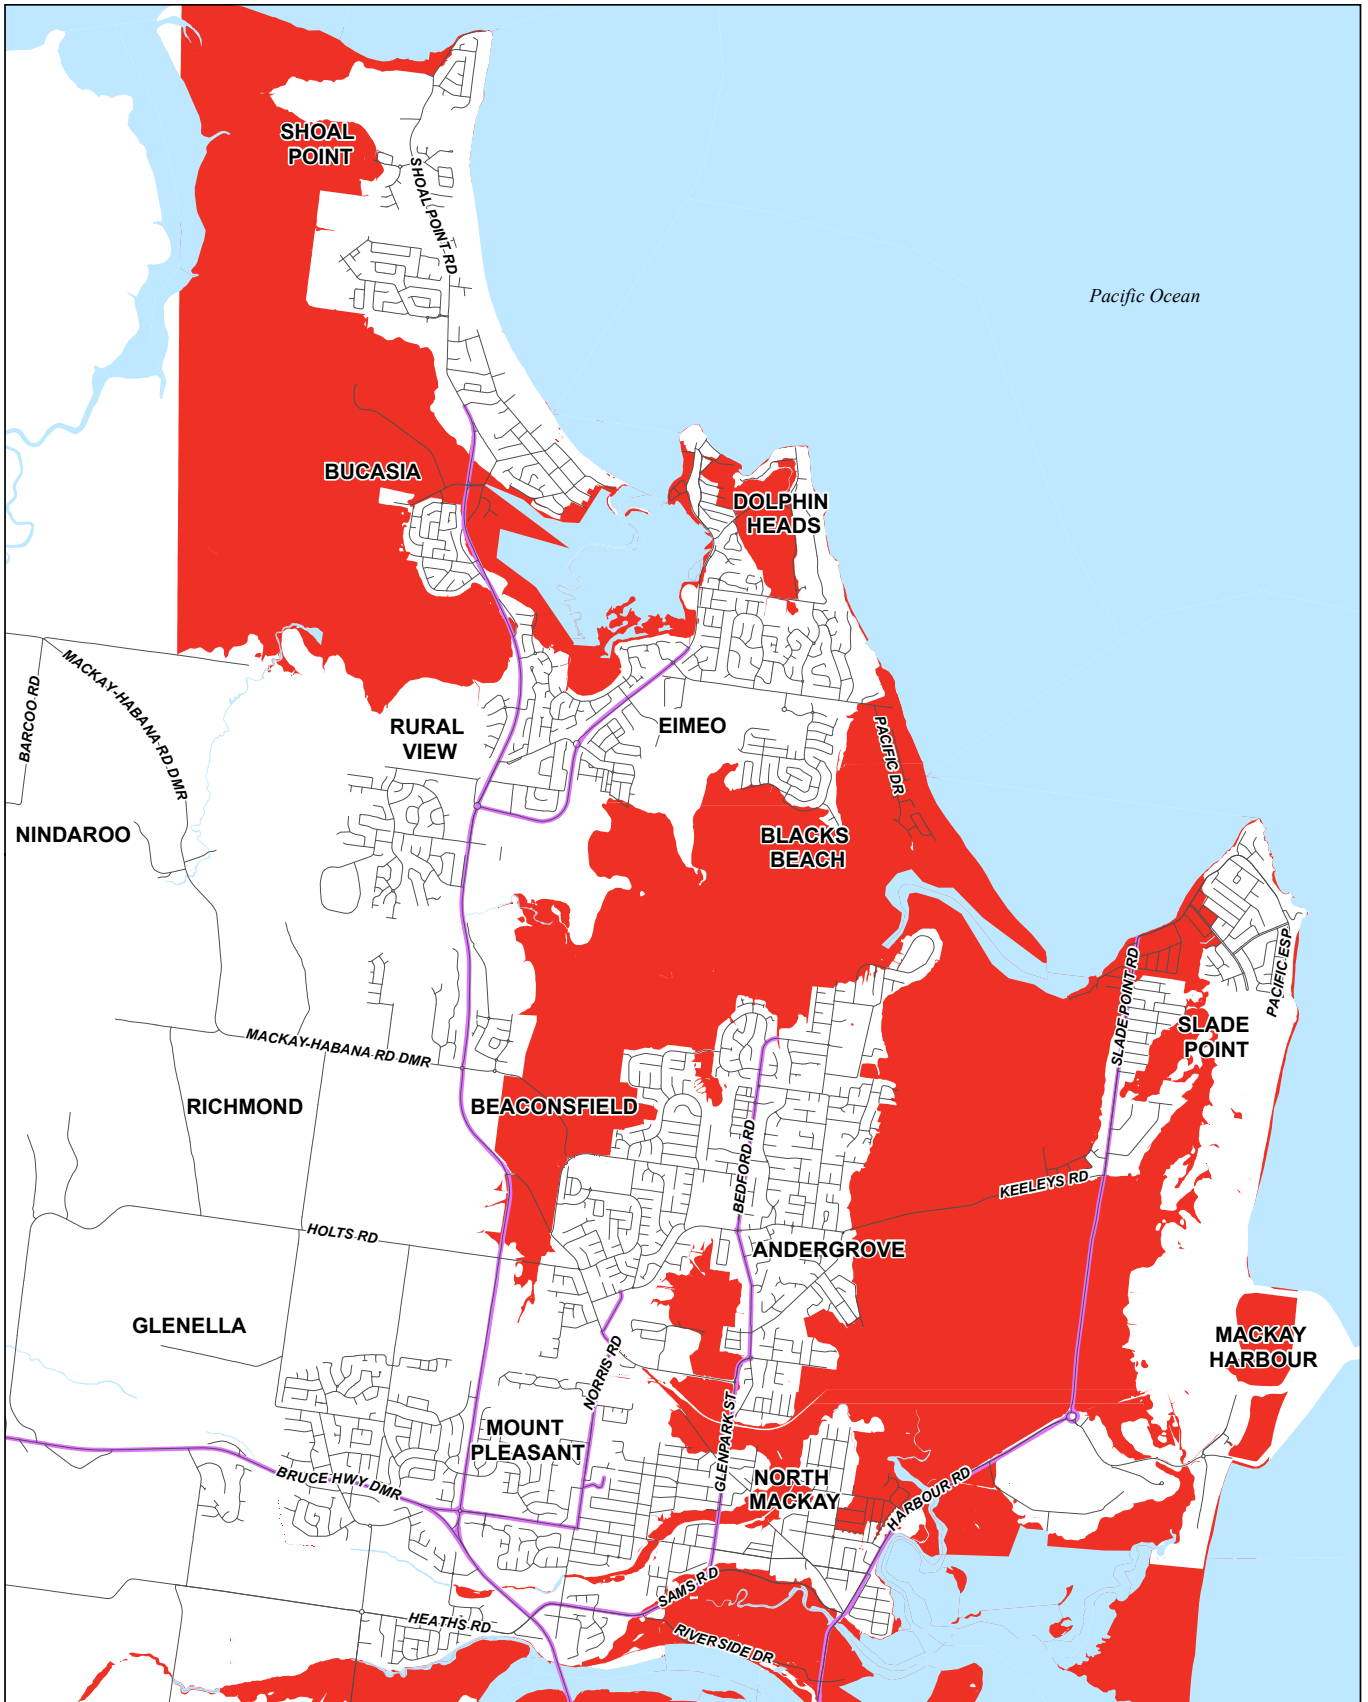 SHOAL
POINT
SHOAL POINT RD
Pacific Ocean
BUCASIA
DOLPHIN
HEADS
BARCOO RD
MACKAY-HABANA RD DMR
RURAL
VIEW
EIMEO
PACIFIC DR
NINDAROO
BLACKS
BEACH
SLADE POINT RD
PACIFIC ESP
SLADE
POINT
MACKAY-HABANA RD DMR
RICHMOND
BEACONSFIELD
BEDFORD RD
KEELEYS RD
HOLTS RD
ANDERGROVE
GLENELLA
MACKAY
HARBOUR
NORRIS RD
MOUNT
PLEASANT
GLENPARK ST
BRUCE HWY DMR
NORTH
MACKAY
HARBOUR RD
SAMS RD
HEATHS RD
RIVERSIDE DR